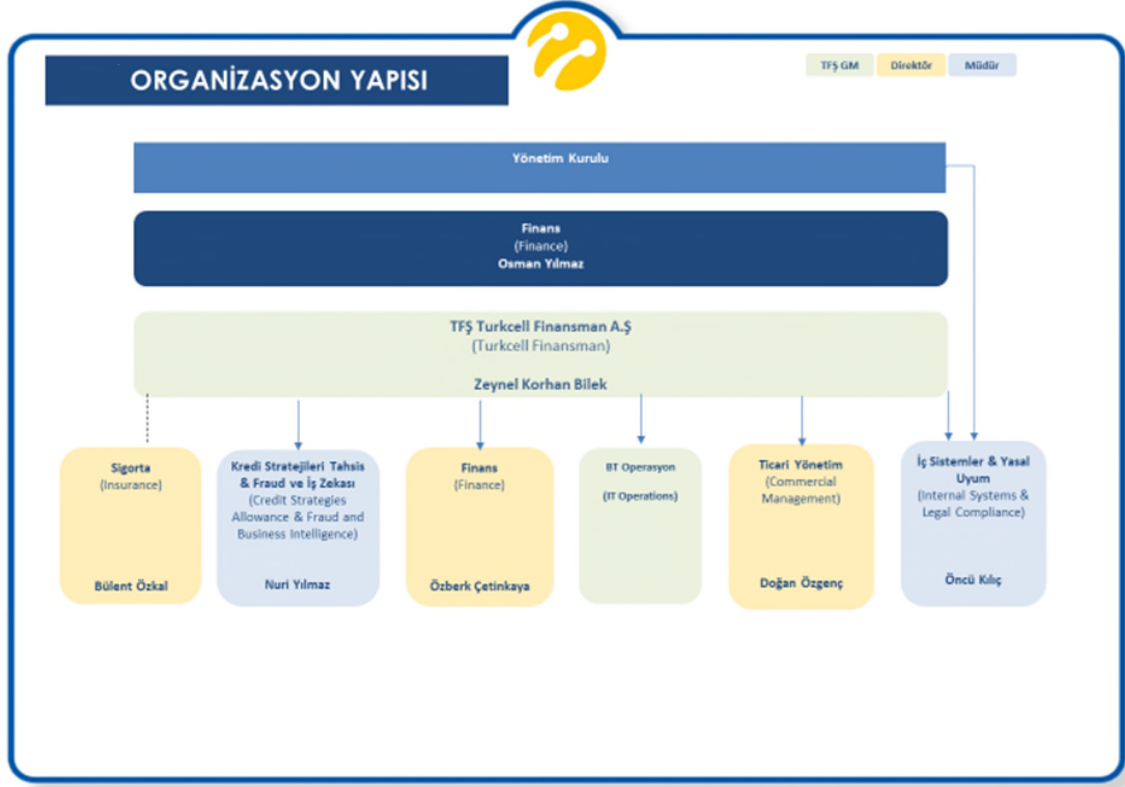 ORGANİZASYON YAPISI
TFŞ GM
Direktör
Müdür
Yönetim Kurulu
Finans
(Finance)
Osman Yılmaz
TFŞ Turkcell Finansman A.Ş
(Turkcell Finansman)
Zeynel Korhan Bilek
Sigorta
(Insurance)
Bülent Özkal
Kredi Stratejileri Tahsis
& Fraud ve İş Zekası
(Credit Strategies
Allowance & Fraud and
Business Intelligence)
Nuri Yılmaz
Finans
(Finance)
Özberk Çetinkaya
BT Operasyon
(IT Operations)
Ticari Yönetim
(Commercial
Management)
Doğan Özgenç
İç Sistemler & Yasal
Uyum
(Internal Systems &
Legal Compliance)
Öncü Kılıç